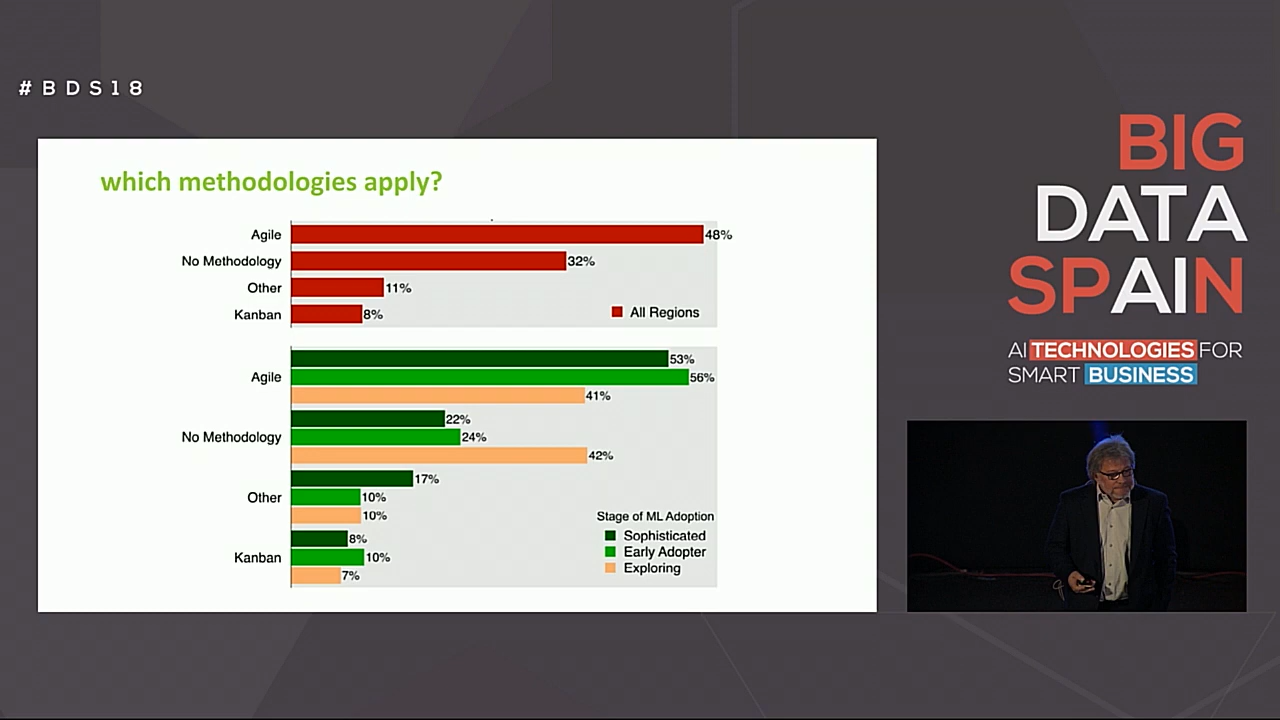 #BDS18
which methodologies apply?
Agile 48%
No Methodology 32%
Other 11%
Kanban 8%
All Regions
Agile 53%
56%
41%
No Methodology 22%
24%
42%
Other 17%
10%
10%
Kanban 8%
10%
7%
Stage of ML Adoption
Sophisticated
Early Adopter
Exploring
BIG
DATA
SPAIN
AI TECHNOLOGIES FOR
SMART BUSINESS